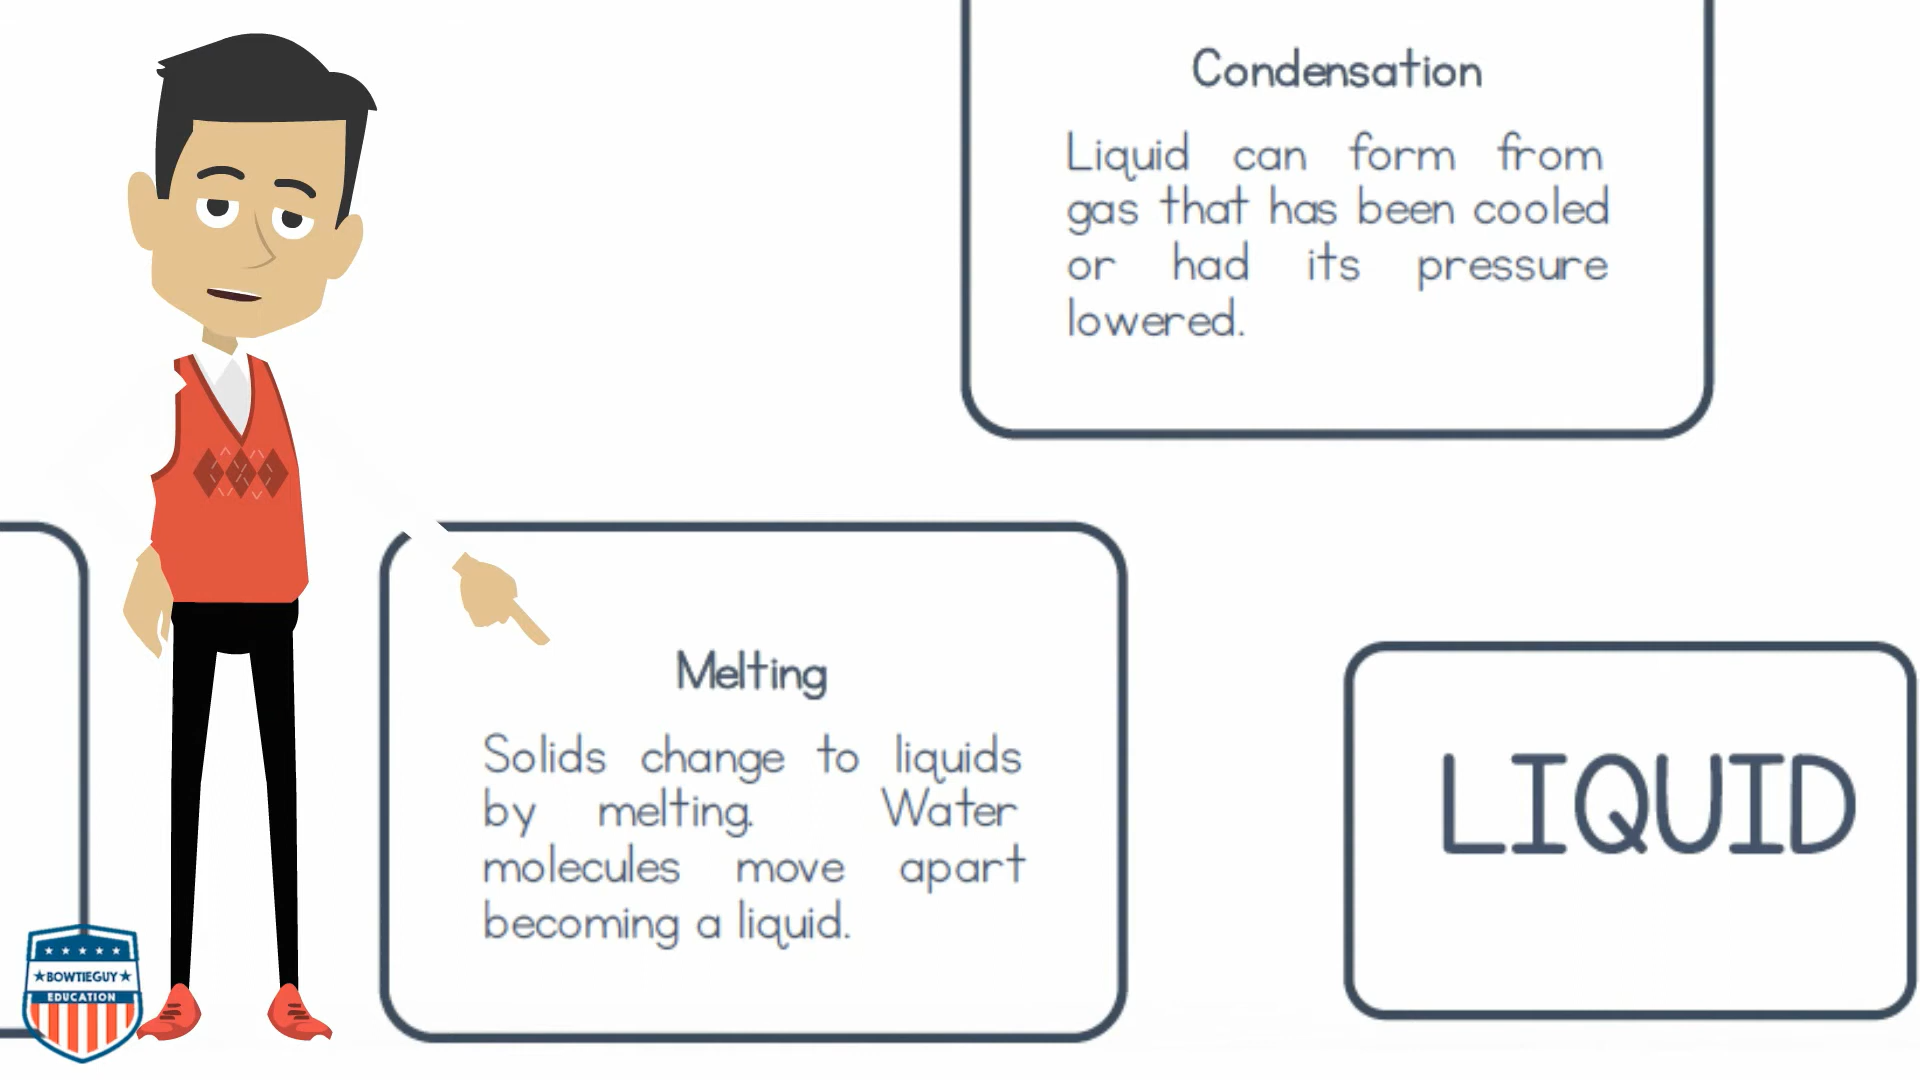 Condensation
Liquid can form from
gas that has been cooled
or had its pressure
lowered.
Melting
Solids change to liquids
by melting. Water
molecules move apart
becoming a liquid.
LIQUID
BOWTIEGUY
EDUCATION